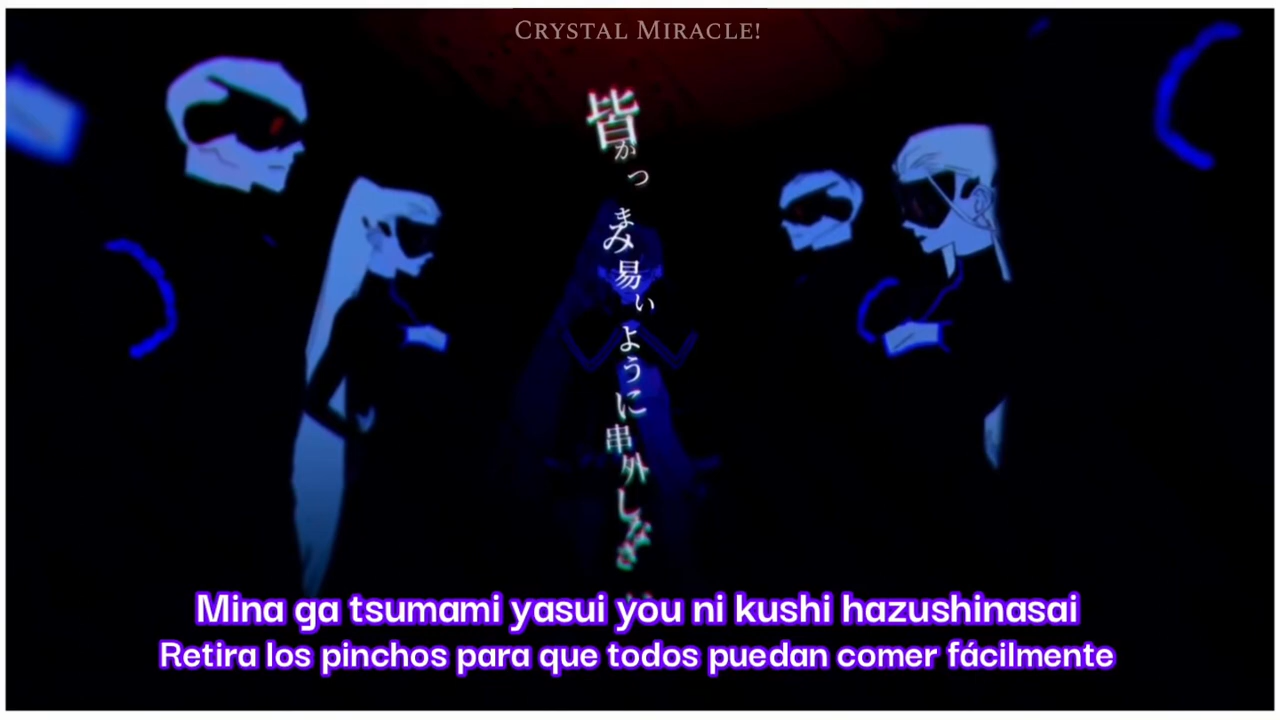 Crystal Miracle!
皆がつまみ易いように串外しなさい
Mina ga tsumami yasui you ni kushi hazushinasai
Retira los pinchos para que todos puedan comer fácilmente